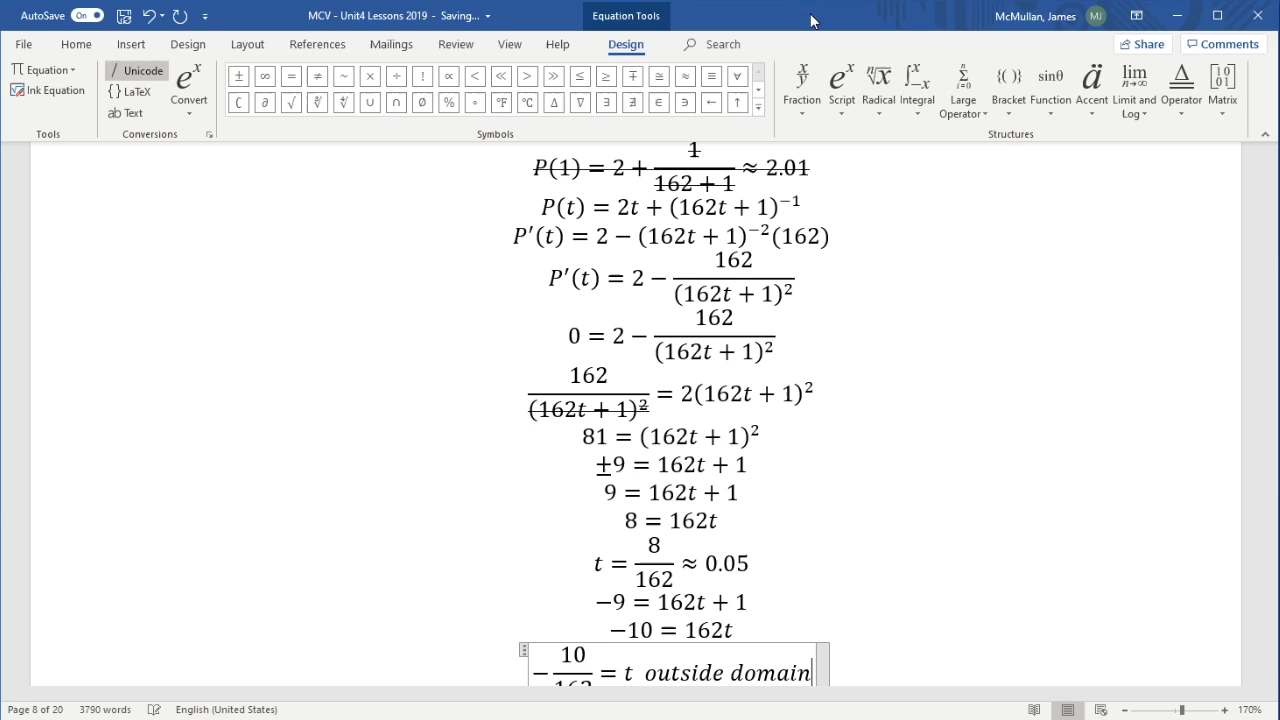 AutoSave On MCV - Unit4 Lessons 2019 - Saving... Equation Tools McMullan, James MJ
File Home Insert Design Layout References Mailings Review View Help Design Search Share Comments
Equation Unicode eˣ Convert
Ink Equation { } LaTeX
ab Text
± ∞ = ≠ ~ × ÷ ! ∝ < ≪ > ≫ ≤ ≥ ∓ ≅ ≈ ≡ ∀
∁ ∂ √ ∛ ∜ ∪ ∩ ∅ % ∘ °F °C ∆ ∇ ∃ ∄ ∈ ∋ ← ↑
Fraction Script Radical Integral Large Operator Bracket Function Accent Limit and Log Operator Matrix
Tools Conversions Symbols Structures
P(1) = 2 + 1/(162 + 1) ≈ 2.01
P(t) = 2t + (162t + 1)⁻¹
P′(t) = 2 − (162t + 1)⁻²(162)
P′(t) = 2 − 162/(162t + 1)²
0 = 2 − 162/(162t + 1)²
162/(162t + 1)² = 2(162t + 1)²
81 = (162t + 1)²
±9 = 162t + 1
9 = 162t + 1
8 = 162t
t = 8/162 ≈ 0.05
−9 = 162t + 1
−10 = 162t
−10/162 = t outside domain
Page 8 of 20 3790 words English (United States) 170%